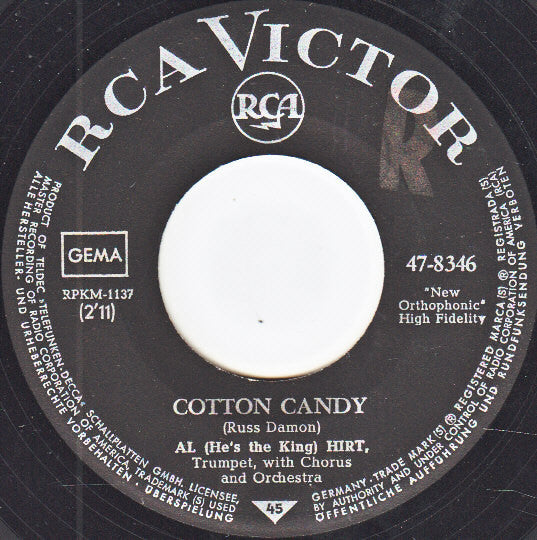 RCA VICTOR
RCA
R
GEMA
RPKM-1137
(2'11)
47-8346
"New
Orthophonic"
High Fidelity
COTTON CANDY
(Russ Damon)
AL (He's the King) HIRT,
Trumpet, with Chorus
and Orchestra
45
PRODUCT OF TELDEC »TELEFUNKEN-DECCA« SCHALLPLATTEN GMBH, LICENSEE,
MASTER RECORDING OF RADIO CORPORATION OF AMERICA, TRADEMARK (S) USED
ALLE HERSTELLER- UND URHEBERRECHTE VORBEHALTEN ÜBERSPIELUNG
GERMANY · TRADE MARK (S) ® REGISTERED MARCA(S) ® REGISTRADA(S)
BY AUTHORITY AND UNDER CONTROL OF RADIO CORPORATION OF AMERICA (RCA)
ÖFFENTLICHE AUFFÜHRUNG UND RUNDFUNKSENDUNG VERBOTEN